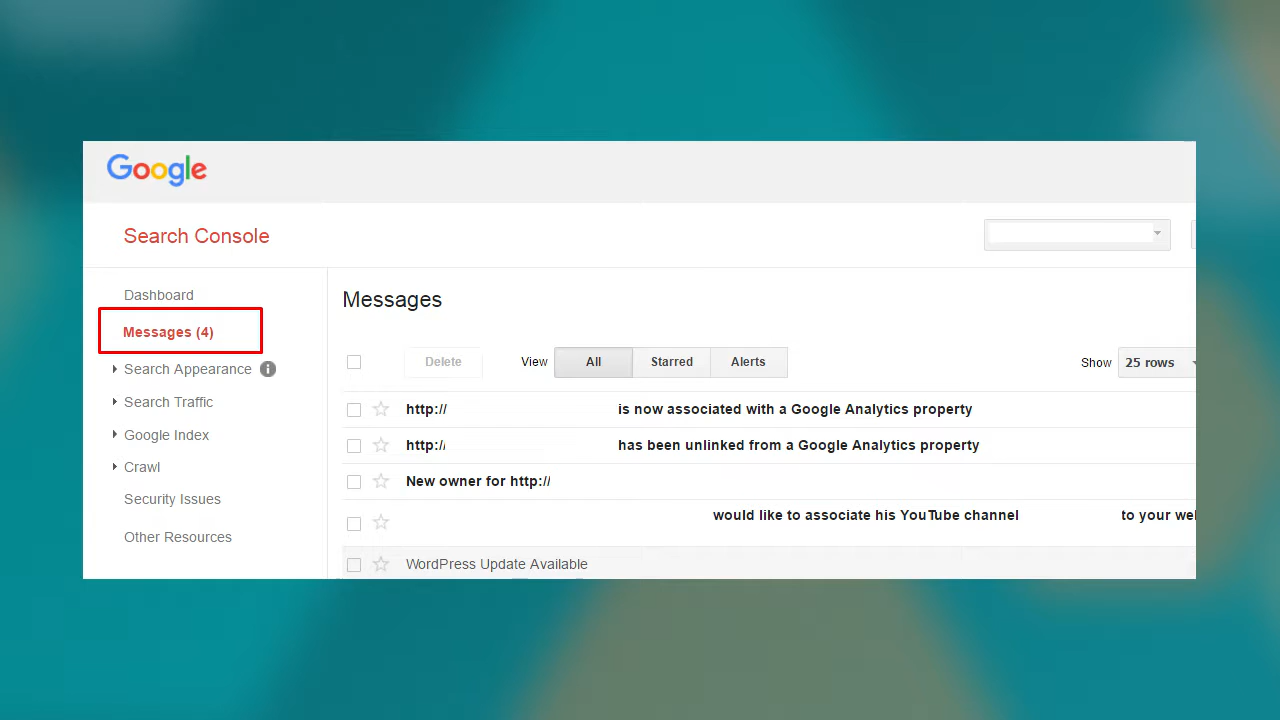 Google
Search Console
Dashboard
Messages (4)
Search Appearance
Search Traffic
Google Index
Crawl
Security Issues
Other Resources
Messages
Delete View All Starred Alerts Show 25 rows
http:// is now associated with a Google Analytics property
http:// has been unlinked from a Google Analytics property
New owner for http://
would like to associate his YouTube channel to your
WordPress Update Available